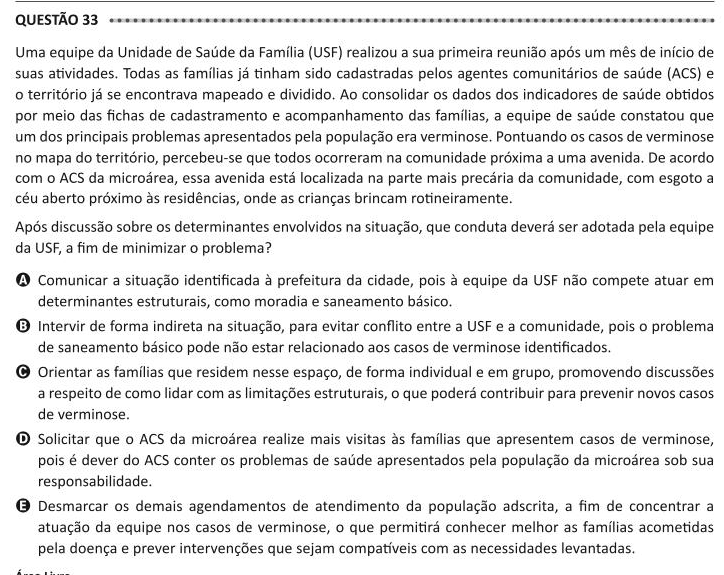 QUESTÃO 33
Uma equipe da Unidade de Saúde da Família (USF) realizou a sua primeira reunião após um mês de início de
suas atividades. Todas as famílias já tinham sido cadastradas pelos agentes comunitários de saúde (ACS) e
o território já se encontrava mapeado e dividido. Ao consolidar os dados dos indicadores de saúde obtidos
por meio das fichas de cadastramento e acompanhamento das famílias, a equipe de saúde constatou que
um dos principais problemas apresentados pela população era verminose. Pontuando os casos de verminose
no mapa do território, percebeu-se que todos ocorreram na comunidade próxima a uma avenida. De acordo
com o ACS da microárea, essa avenida está localizada na parte mais precária da comunidade, com esgoto a
céu aberto próximo às residências, onde as crianças brincam rotineiramente.
Após discussão sobre os determinantes envolvidos na situação, que conduta deverá ser adotada pela equipe
da USF, a fim de minimizar o problema?
A Comunicar a situação identificada à prefeitura da cidade, pois à equipe da USF não compete atuar em
determinantes estruturais, como moradia e saneamento básico.
B Intervir de forma indireta na situação, para evitar conflito entre a USF e a comunidade, pois o problema
de saneamento básico pode não estar relacionado aos casos de verminose identificados.
C Orientar as famílias que residem nesse espaço, de forma individual e em grupo, promovendo discussões
a respeito de como lidar com as limitações estruturais, o que poderá contribuir para prevenir novos casos
de verminose.
D Solicitar que o ACS da microárea realize mais visitas às famílias que apresentem casos de verminose,
pois é dever do ACS conter os problemas de saúde apresentados pela população da microárea sob sua
responsabilidade.
E Desmarcar os demais agendamentos de atendimento da população adscrita, a fim de concentrar a
atuação da equipe nos casos de verminose, o que permitirá conhecer melhor as famílias acometidas
pela doença e prever intervenções que sejam compatíveis com as necessidades levantadas.
Área Livre